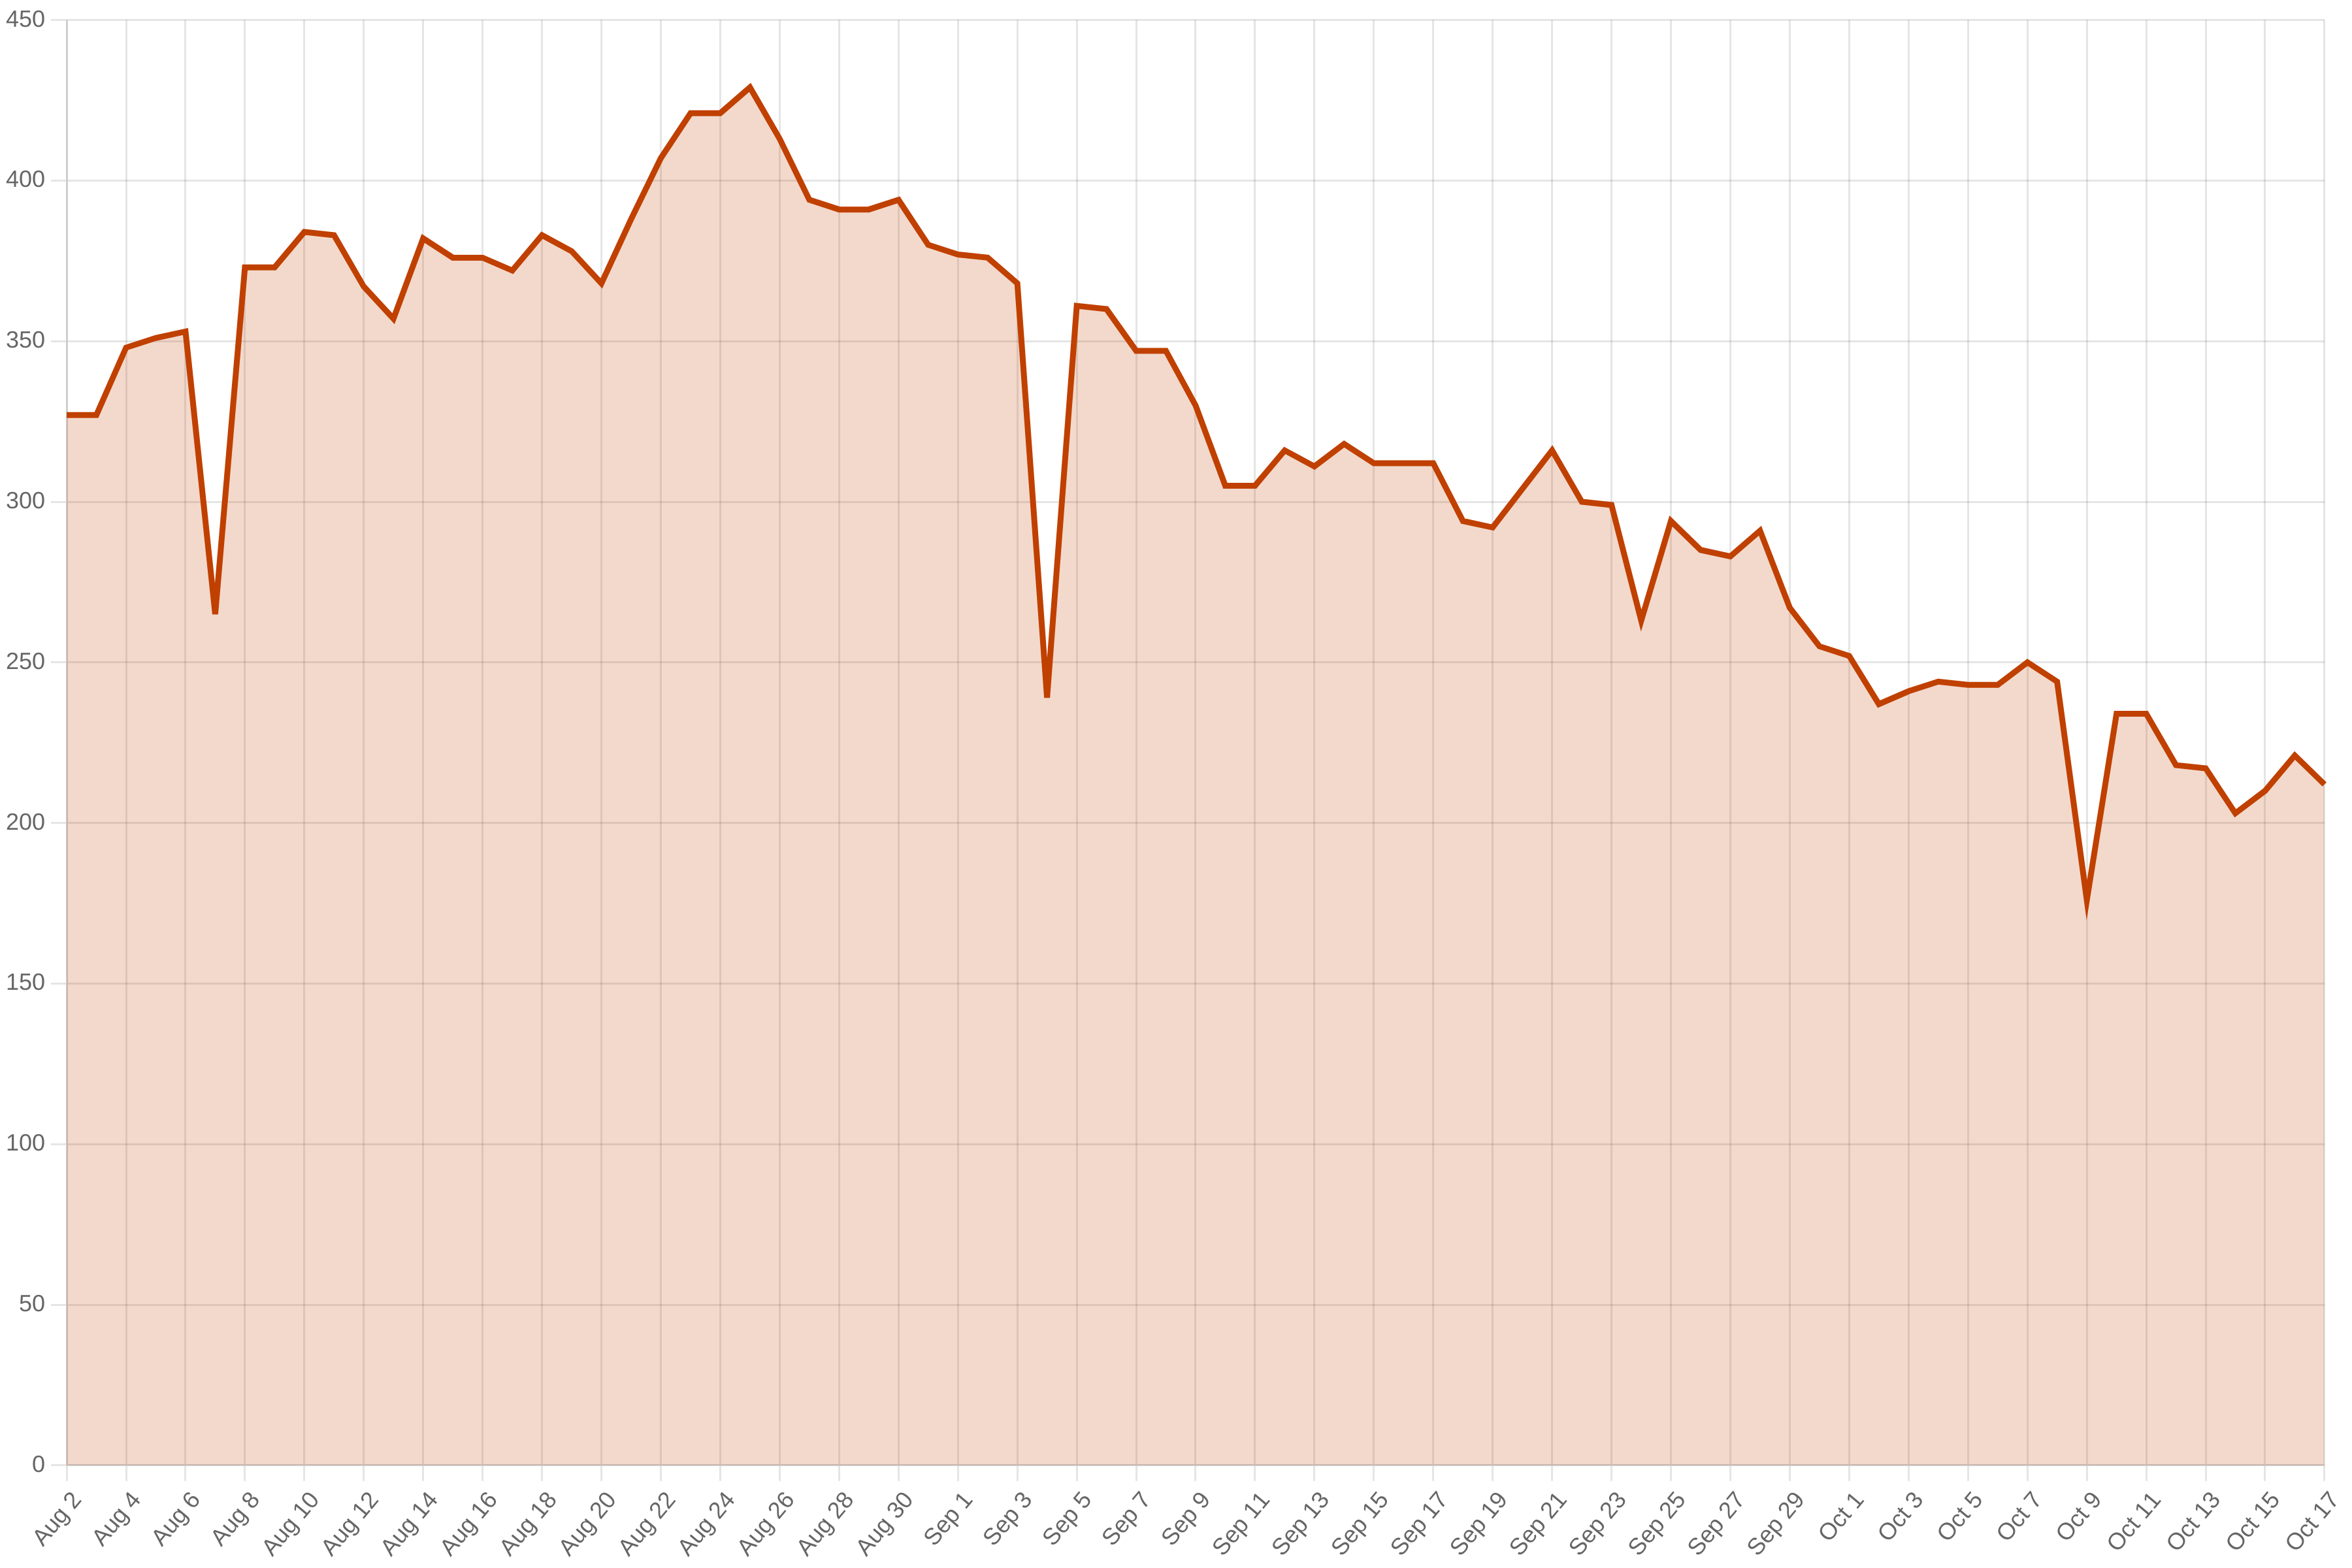 450
400
350
300
250
200
150
100
50
0
Aug 2
Aug 4
Aug 6
Aug 8
Aug 10
Aug 12
Aug 14
Aug 16
Aug 18
Aug 20
Aug 22
Aug 24
Aug 26
Aug 28
Aug 30
Sep 1
Sep 3
Sep 5
Sep 7
Sep 9
Sep 11
Sep 13
Sep 15
Sep 17
Sep 19
Sep 21
Sep 23
Sep 25
Sep 27
Sep 29
Oct 1
Oct 3
Oct 5
Oct 7
Oct 9
Oct 11
Oct 13
Oct 15
Oct 17